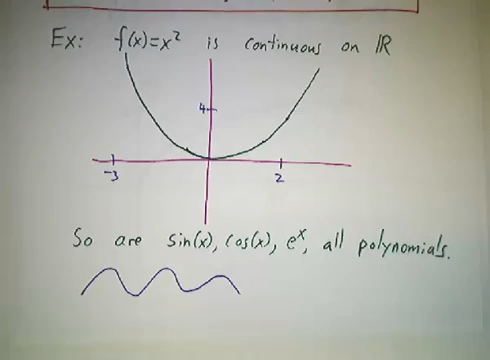 Ex: f(x)=x² is continuous on ℝ
4
-3
2
So are sin(x), cos(x), eˣ, all polynomials.